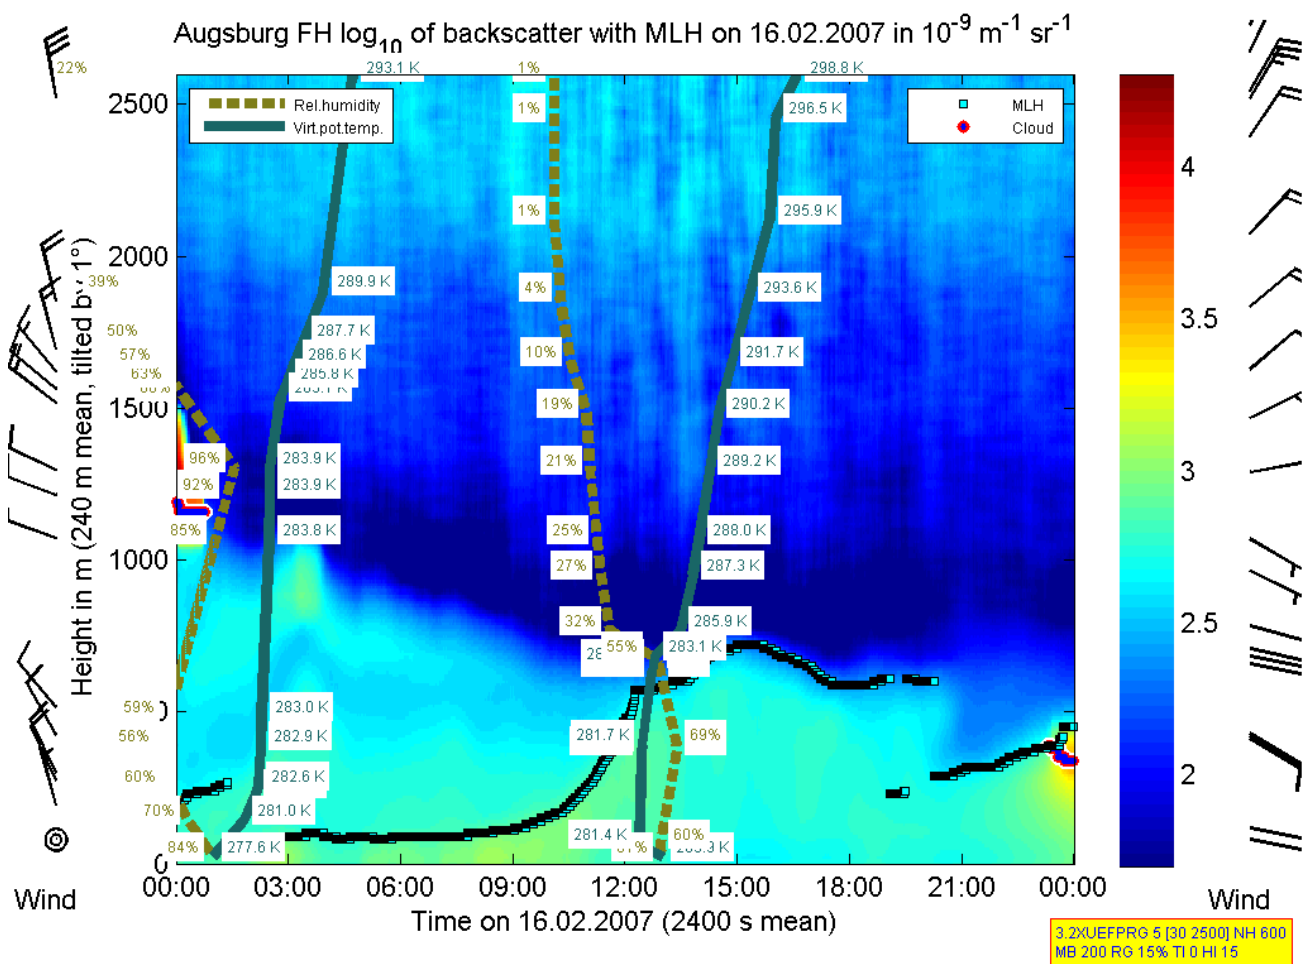 Augsburg FH log10 of backscatter with MLH on 16.02.2007 in 10-9 m-1 sr-1
22%
293.1 K
1%
298.8 K
2500
Rel.humidity
Virt.pot.temp.
1%
296.5 K
MLH
Cloud
4
1%
295.9 K
2000
39%
289.9 K
4%
293.6 K
3.5
50%
287.7 K
57%
286.6 K
10%
291.7 K
63%
285.8 K
1500
19%
290.2 K
96%
283.9 K
21%
289.2 K
3
92%
283.9 K
85%
283.8 K
25%
288.0 K
1000
27%
287.3 K
32%
285.9 K
2.5
55%
283.1 K
Height in m (240 m mean, tilted by 1°)
59%
283.0 K
56%
282.9 K
281.7 K
69%
60%
282.6 K
2
70%
281.0 K
84%
277.6 K
281.4 K
60%
0
00:00 03:00 06:00 09:00 12:00 15:00 18:00 21:00 00:00
Wind
Wind
Time on 16.02.2007 (2400 s mean)
3.2XUEFPRG 5 [30 2500] NH 600
MB 200 RG 15% TI 0 HI 15